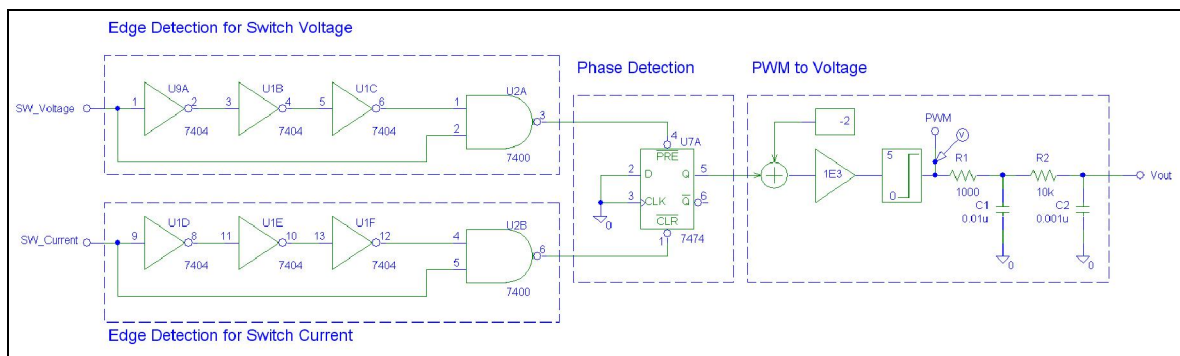 Edge Detection for Switch Voltage
SW_Voltage
1 U9A 2 7404
3 U1B 4 7404
5 U1C 6 7404
1 2 U2A 3 7400
Phase Detection
4 U7A
PRE
2 D Q 5
3 CLK Q 6
CLR
1 7474
0
PWM to Voltage
-2
1E3
5
0
PWM
V
R1
1000
R2
10k
C1
0.01u
C2
0.001u
0
0
Vout
SW_Current
9 U1D 8 7404
11 U1E 10 7404
13 U1F 12 7404
4 5 U2B 6 7400
Edge Detection for Switch Current